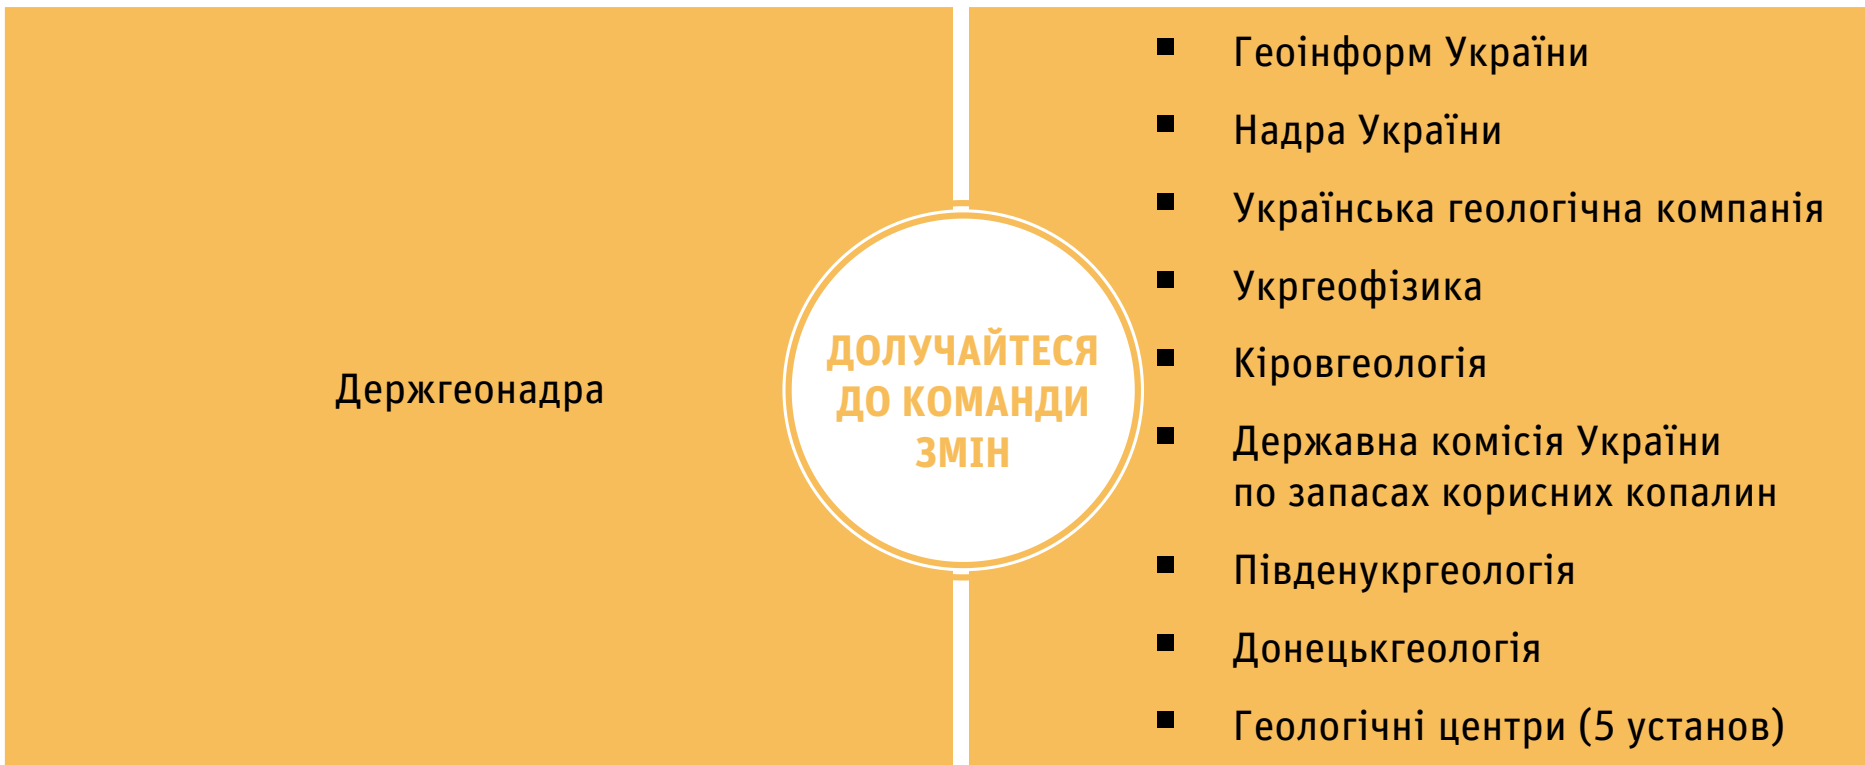 Держгеонадра
ДОЛУЧАЙТЕСЯ
ДО КОМАНДИ
ЗМІН
Геоінформ України
Надра України
Українська геологічна компанія
Укргеофізика
Кіровгеологія
Державна комісія України
по запасах корисних копалин
Південукргеологія
Донецькгеологія
Геологічні центри (5 установ)